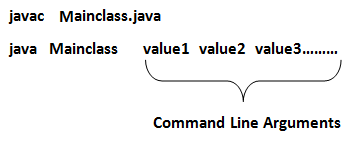 javac Mainclass.java
java Mainclass value1 value2 value3.........
Command Line Arguments